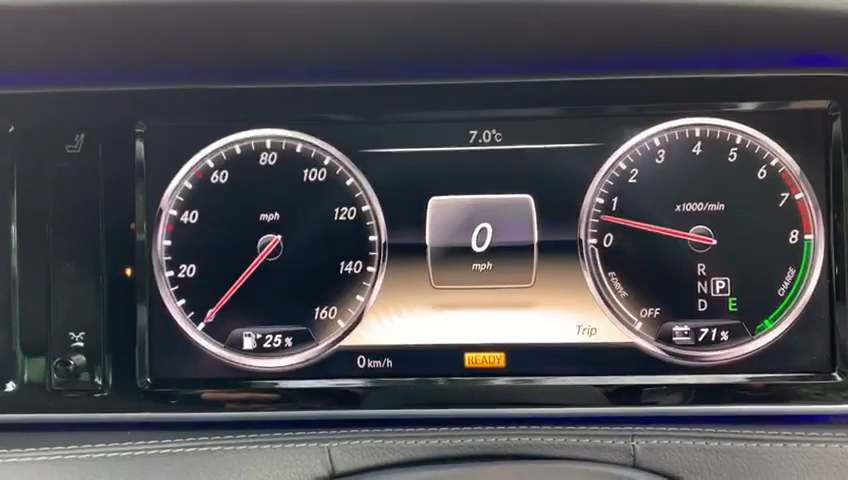 7.0°C
20
40
60
80
100
120
140
160
mph
25%
0 km/h
0
mph
Trip
READY
0
1
2
3
4
5
6
7
8
x1000/min
R
N P
D E
E-DRIVE
OFF
CHARGE
71%